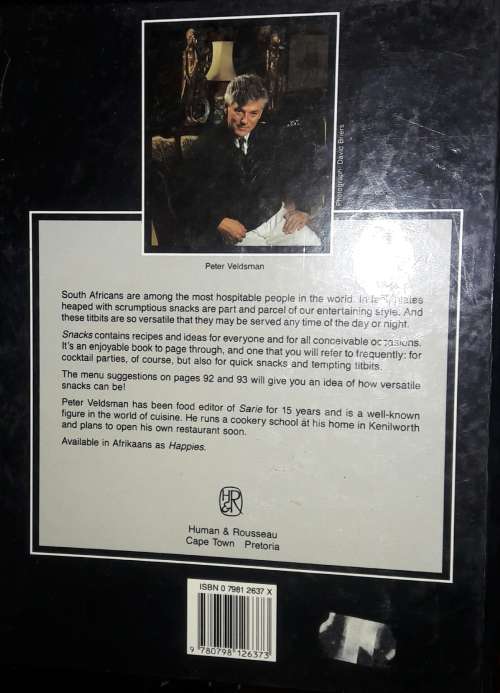 Photograph: David Briers
Peter Veldsman
South Africans are among the most hospitable people in the world. In
heaped with scrumptious snacks are part and parcel of our entertaining style. And
these titbits are so versatile that they may be served any time of the day or night.
Snacks contains recipes and ideas for everyone and for all conceivable occasions.
It's an enjoyable book to page through, and one that you will refer to frequently: for
cocktail parties, of course, but also for quick snacks and tempting titbits.
The menu suggestions on pages 92 and 93 will give you an idea of how versatile
snacks can be!
Peter Veldsman has been food editor of Sarie for 15 years and is a well-known
figure in the world of cuisine. He runs a cookery school at his home in Kenilworth
and plans to open his own restaurant soon.
Available in Afrikaans as Happies.
H&R
Human & Rousseau
Cape Town Pretoria
ISBN 0 7981 2637 X
9 780798 126373